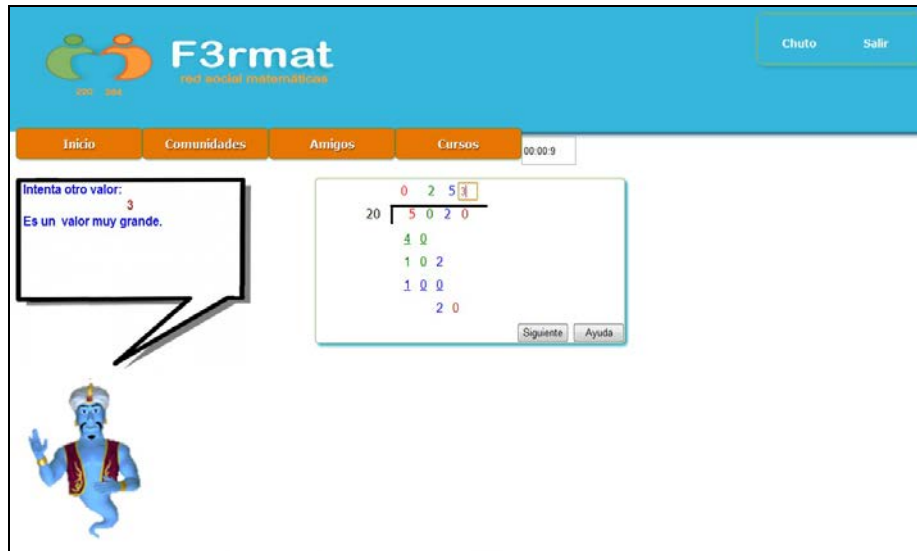 F3rmat
red social matemáticas
220 284
Chuto Salir
Inicio Comunidades Amigos Cursos
00:00:9
Intenta otro valor:
3
Es un valor muy grande.
0 2 5 3
20 5 0 2 0
4 0
1 0 2
1 0 0
2 0
Siguiente Ayuda